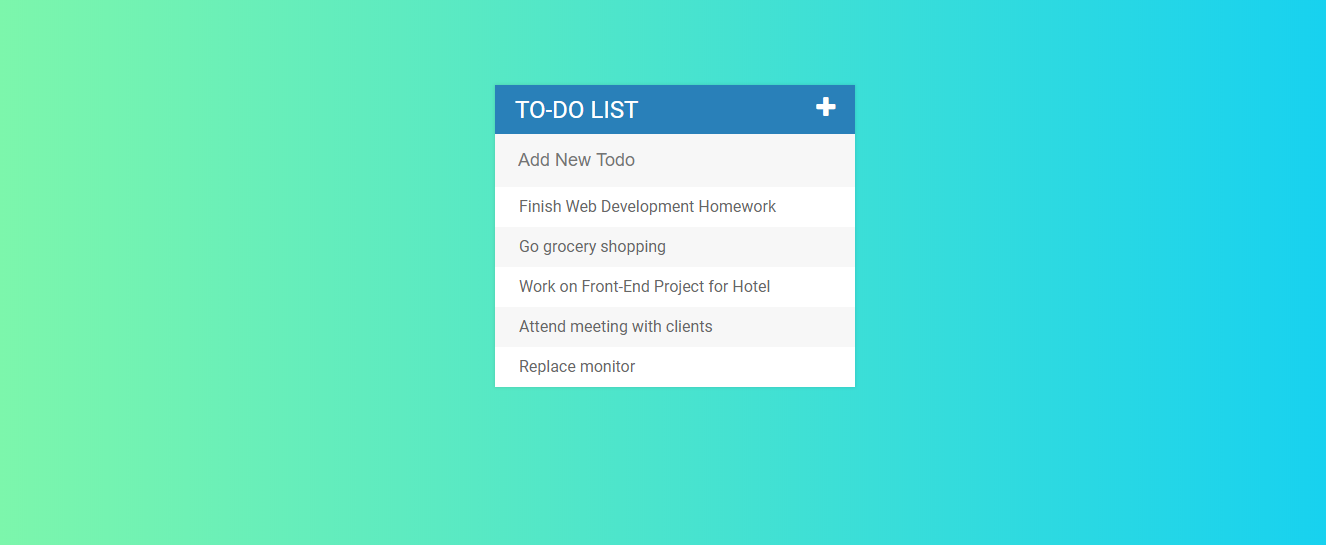 TO-DO LIST
Add New Todo
Finish Web Development Homework
Go grocery shopping
Work on Front-End Project for Hotel
Attend meeting with clients
Replace monitor